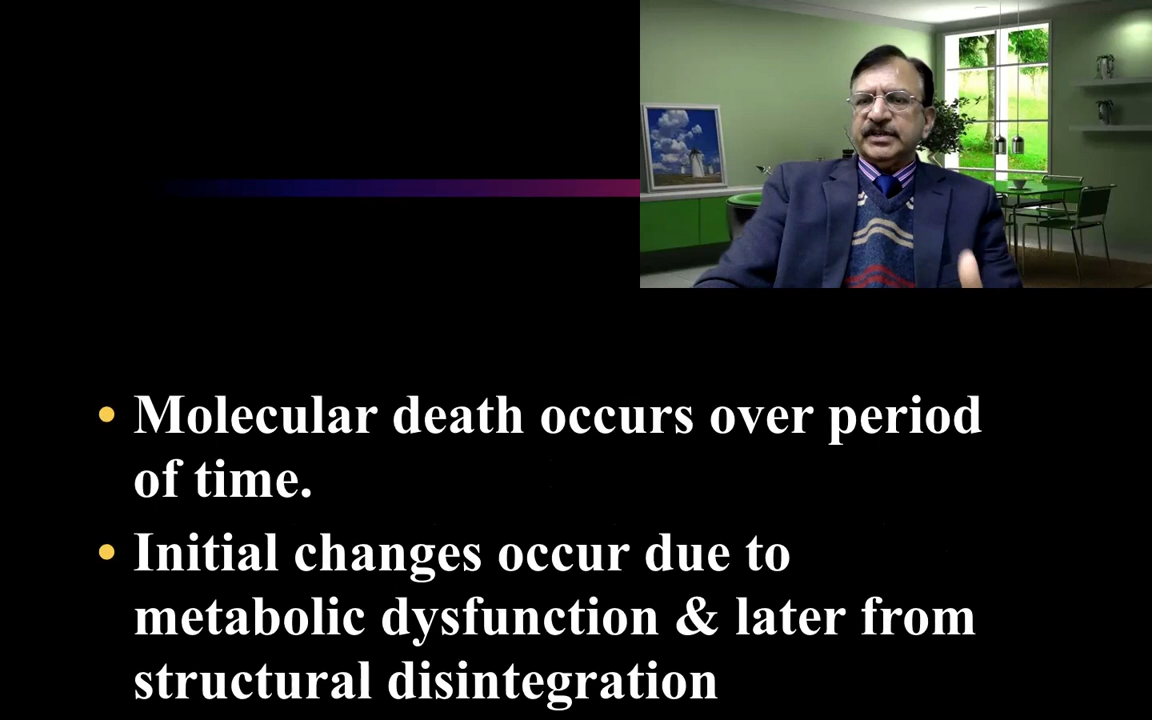 • Molecular death occurs over period
of time.
• Initial changes occur due to
metabolic dysfunction & later from
structural disintegration